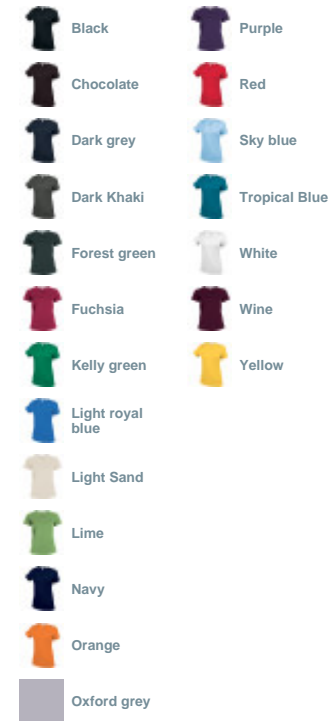 Black
Chocolate
Dark grey
Dark Khaki
Forest green
Fuchsia
Kelly green
Light royal
blue
Light Sand
Lime
Navy
Orange
Oxford grey
Purple
Red
Sky blue
Tropical Blue
White
Wine
Yellow